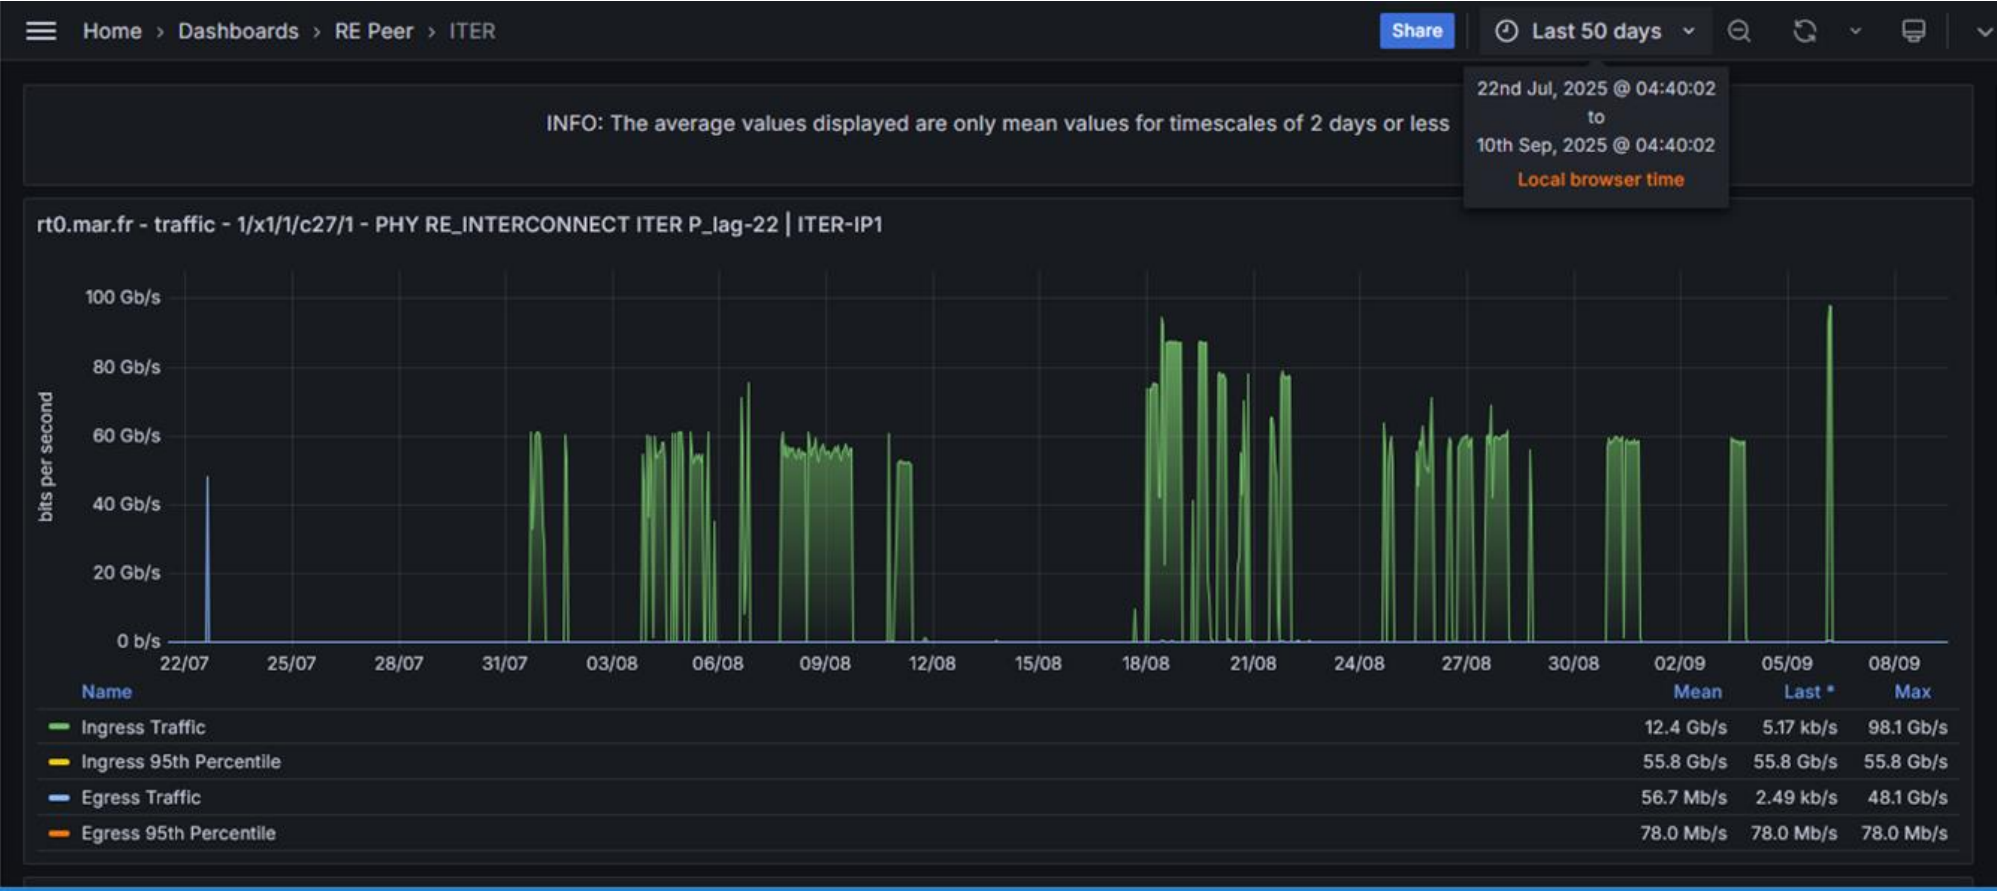 Home > Dashboards > RE Peer > ITER
Share
Last 50 days
22nd Jul, 2025 @ 04:40:02
to
10th Sep, 2025 @ 04:40:02
Local browser time
INFO: The average values displayed are only mean values for timescales of 2 days or less
rt0.mar.fr - traffic - 1/x1/1/c27/1 - PHY RE_INTERCONNECT ITER P_lag-22 | ITER-IP1
bits per second
100 Gb/s
80 Gb/s
60 Gb/s
40 Gb/s
20 Gb/s
0 b/s
22/07 25/07 28/07 31/07 03/08 06/08 09/08 12/08 15/08 18/08 21/08 24/08 27/08 30/08 02/09 05/09 08/09
Name Mean Last * Max
Ingress Traffic 12.4 Gb/s 5.17 kb/s 98.1 Gb/s
Ingress 95th Percentile 55.8 Gb/s 55.8 Gb/s 55.8 Gb/s
Egress Traffic 56.7 Mb/s 2.49 kb/s 48.1 Gb/s
Egress 95th Percentile 78.0 Mb/s 78.0 Mb/s 78.0 Mb/s